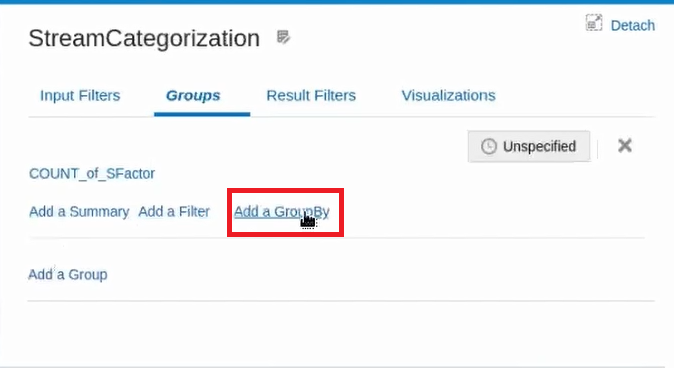 Detach
StreamCategorization
Input Filters Groups Result Filters Visualizations
Unspecified
COUNT_of_SFactor
Add a Summary Add a Filter Add a GroupBy
Add a Group